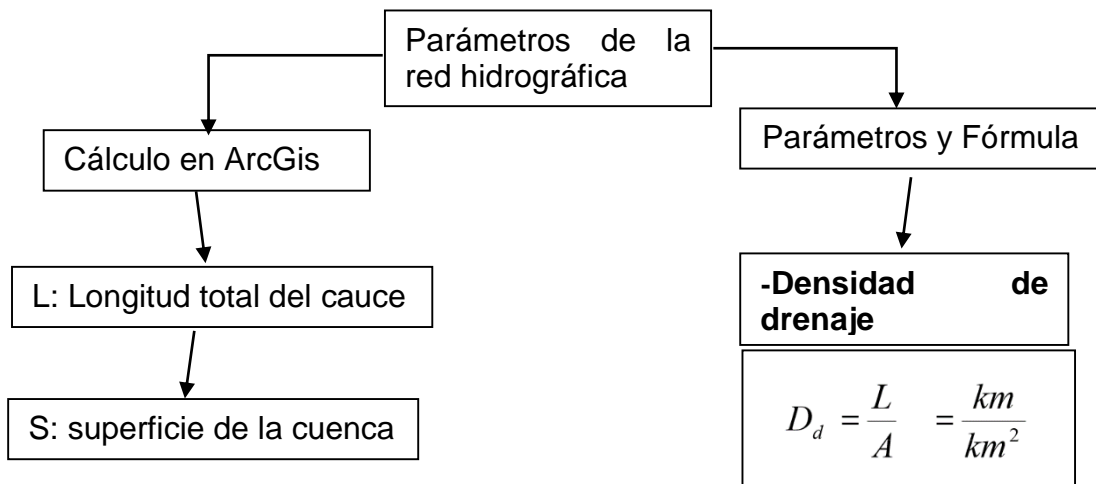 Parámetros de la
red hidrográfica
Cálculo en ArcGis
L: Longitud total del cauce
S: superficie de la cuenca
Parámetros y Fórmula
-Densidad de
drenaje
D_d = L/A = km/km²